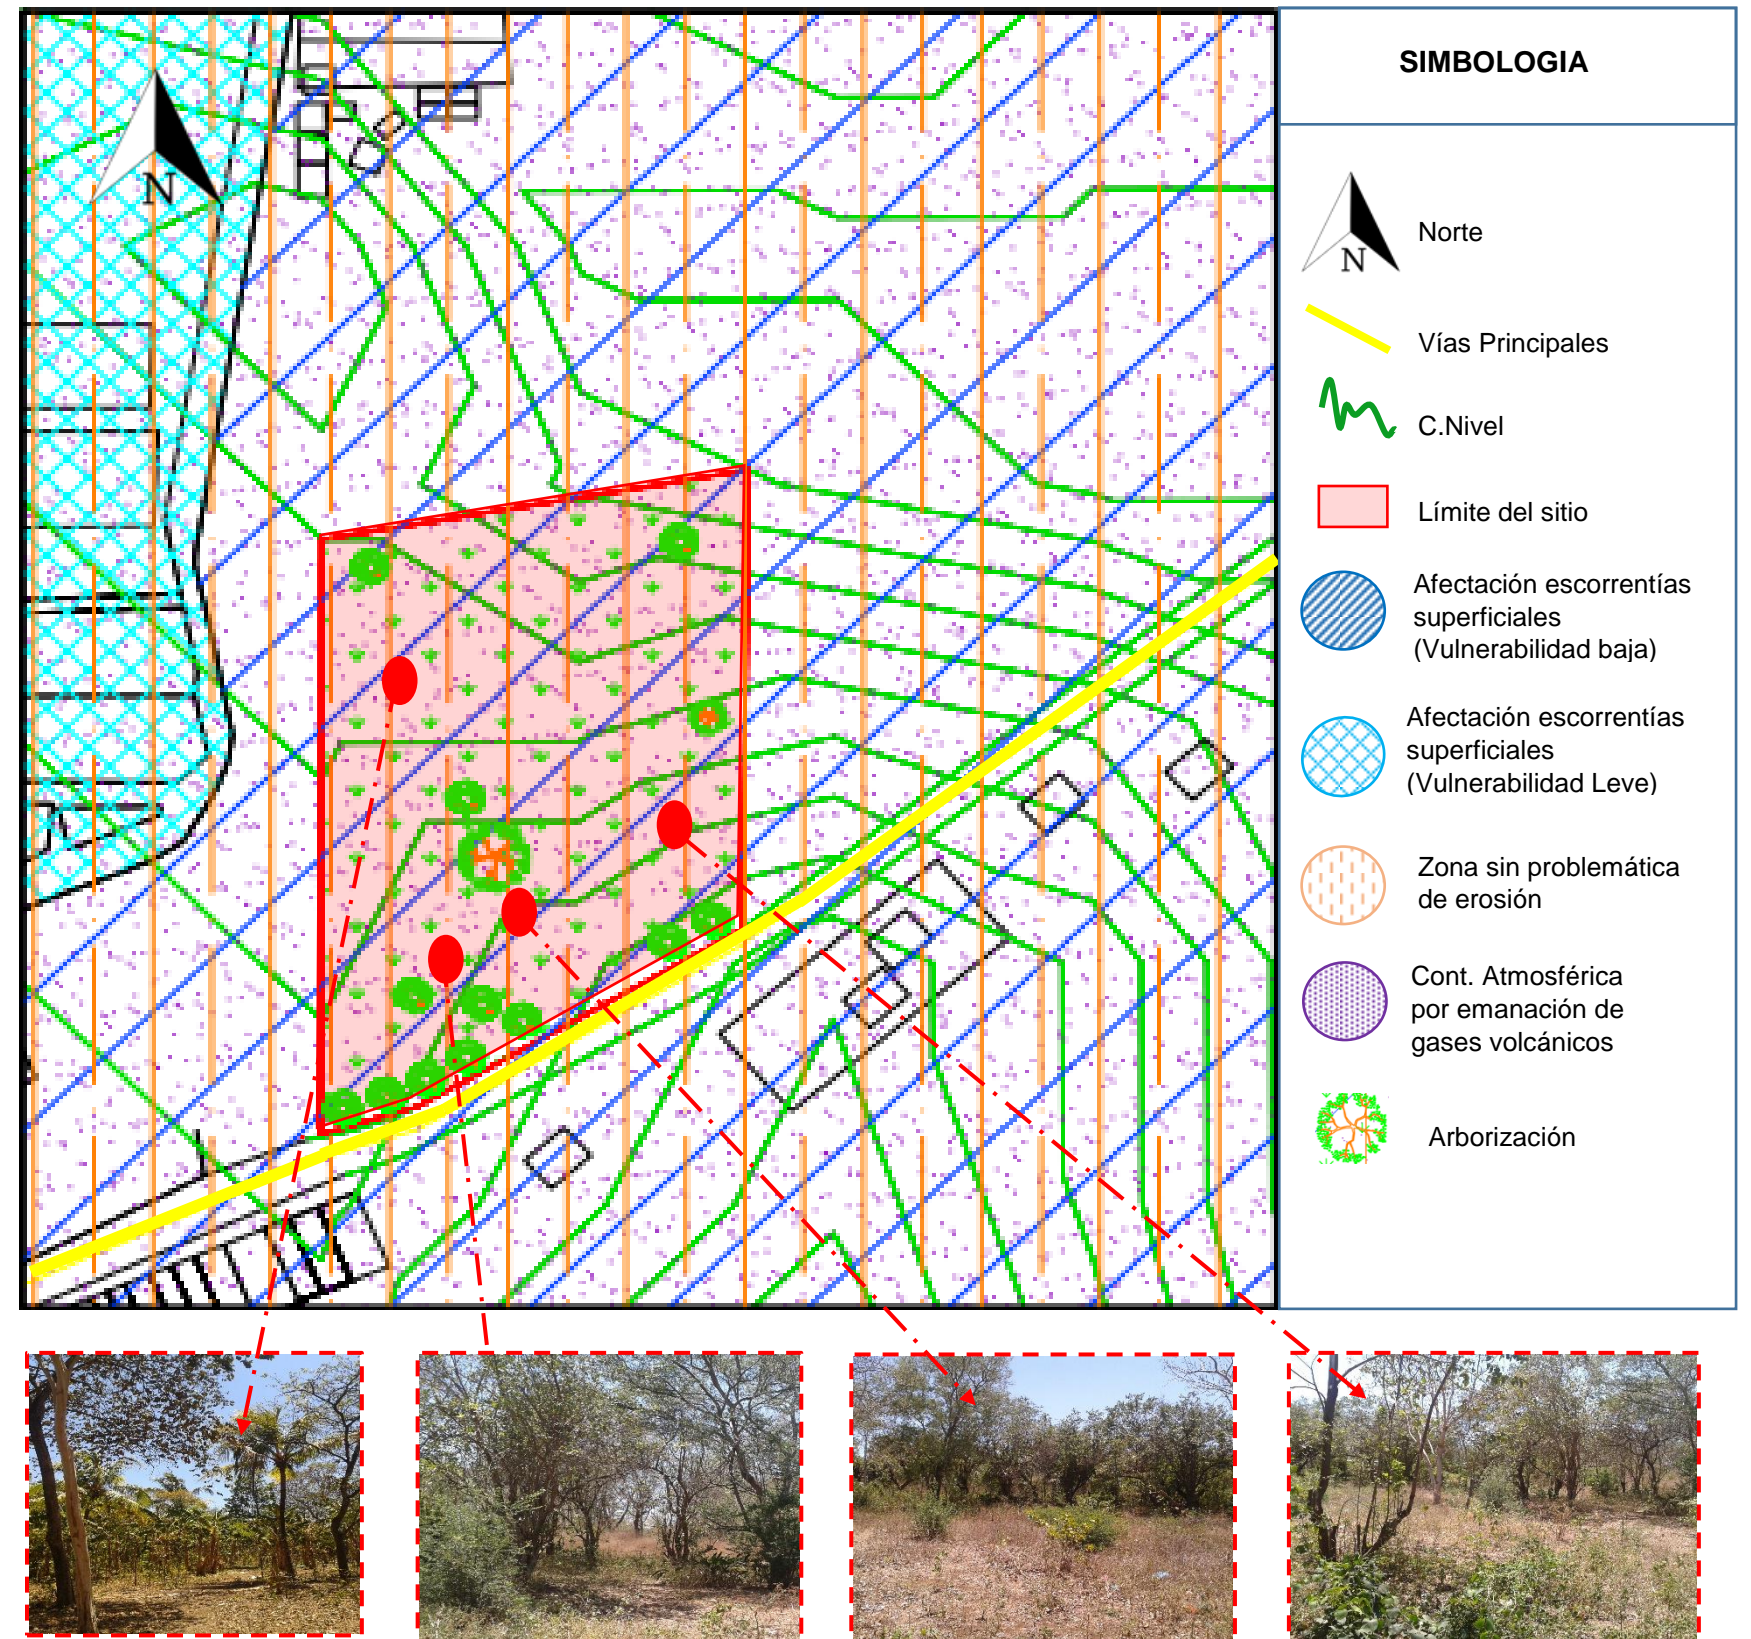 N
SIMBOLOGIA
N
Norte
Vías Principales
C.Nivel
Límite del sitio
Afectación escorrentías
superficiales
(Vulnerabilidad baja)
Afectación escorrentías
superficiales
(Vulnerabilidad Leve)
Zona sin problemática
de erosión
Cont. Atmosférica
por emanación de
gases volcánicos
Arborización